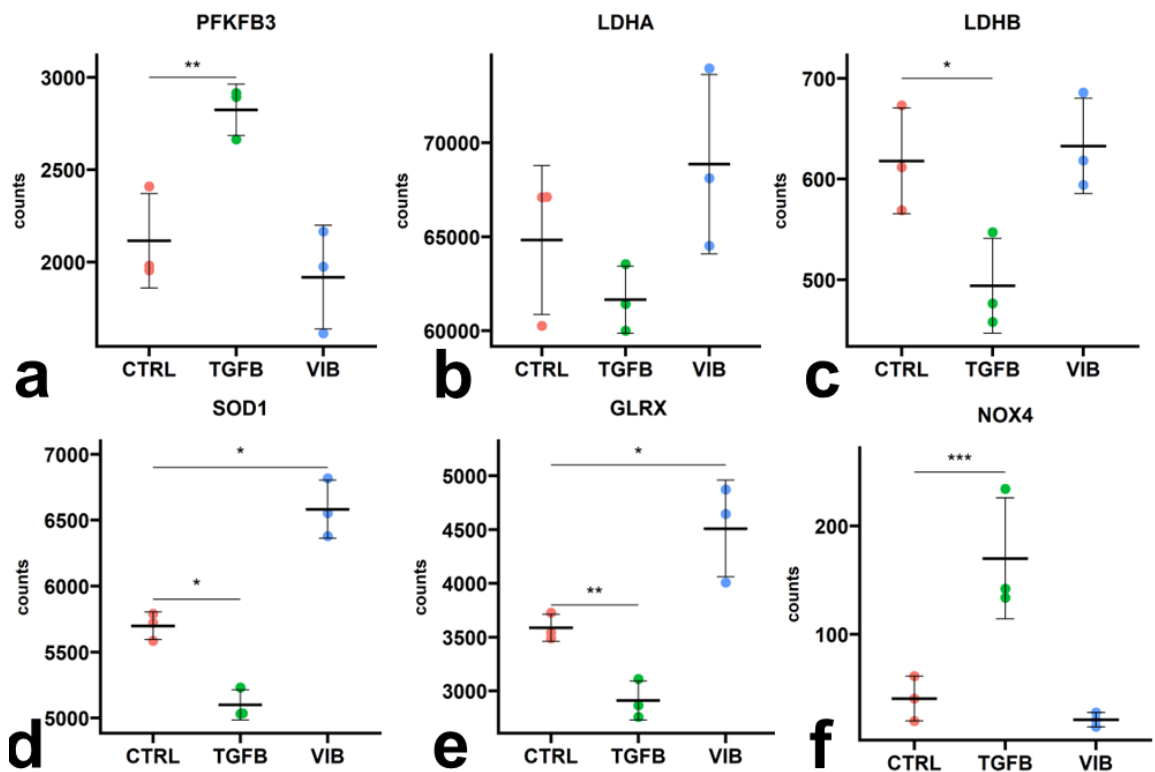 PFKFB3
**
3000
2500
2000
counts
CTRL TGFB VIB
a
LDHA
70000
65000
60000
counts
CTRL TGFB VIB
b
LDHB
*
700
600
500
counts
CTRL TGFB VIB
c
SOD1
*
*
7000
6500
6000
5500
5000
counts
CTRL TGFB VIB
d
GLRX
*
**
5000
4500
4000
3500
3000
counts
CTRL TGFB VIB
e
NOX4
***
200
100
counts
CTRL TGFB VIB
f